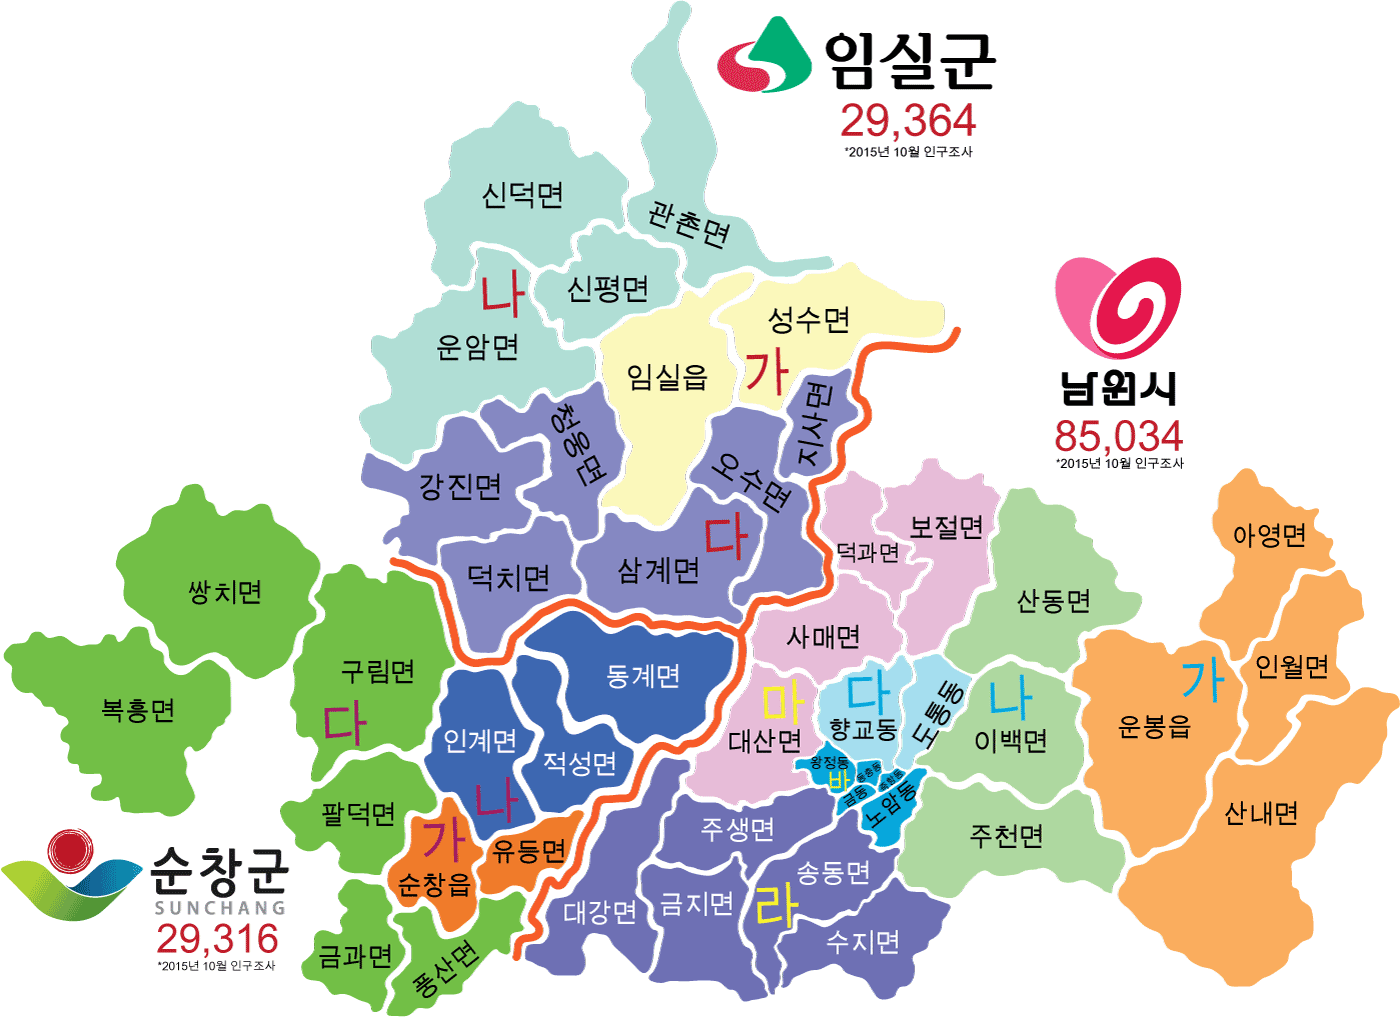 임실군
29,364
*2015년 10월 인구조사
신덕면
관촌면
신평면
나
운암면
성수면
임실읍
가
지사면
청웅면
강진면
오수면
다
삼계면
덕치면
남원시
85,034
*2015년 10월 인구조사
보절면
덕과면
산동면
사매면
아영면
인월면
가
운봉읍
산내면
마
대산면
다
향교동
도통동
나
이백면
왕정동
바
동충동
죽항동
금동
노암동
주천면
주생면
송동면
라
금지면
대강면
수지면
쌍치면
복흥면
구림면
다
동계면
인계면
적성면
나
팔덕면
가
순창읍
유등면
금과면
풍산면
순창군
SUNCHANG
29,316
*2015년 10월 인구조사